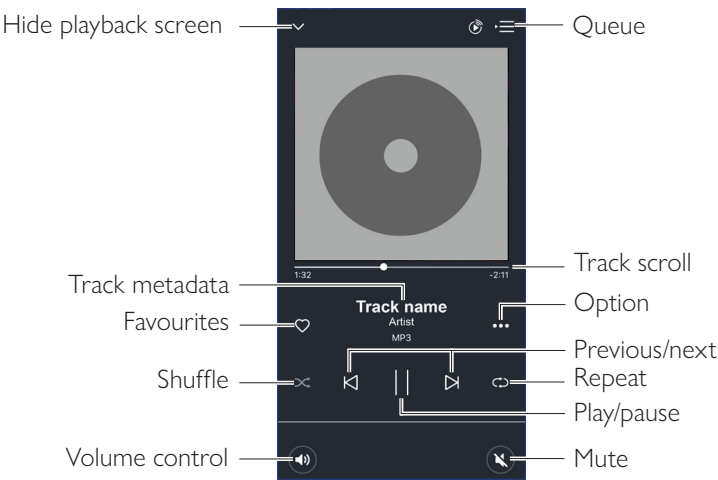 Hide playback screen
Queue
1:32
-2:11
Track scroll
Track metadata
Track name
Option
Favourites
Artist
MP3
Previous/next
Shuffle
Repeat
Play/pause
Volume control
Mute